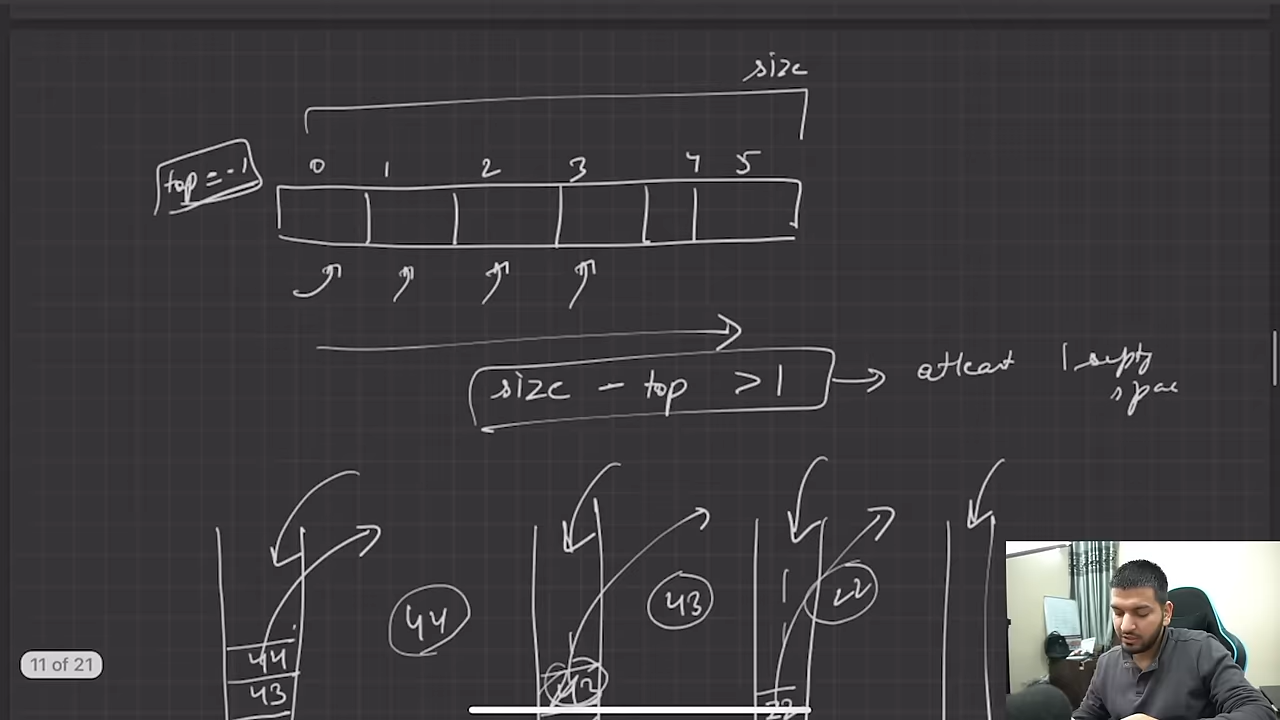 size
top = -1
0 1 2 3 4 5
size - top > 1 → atleast 1 empty
space
44 43 22
44
43
22
11 of 21